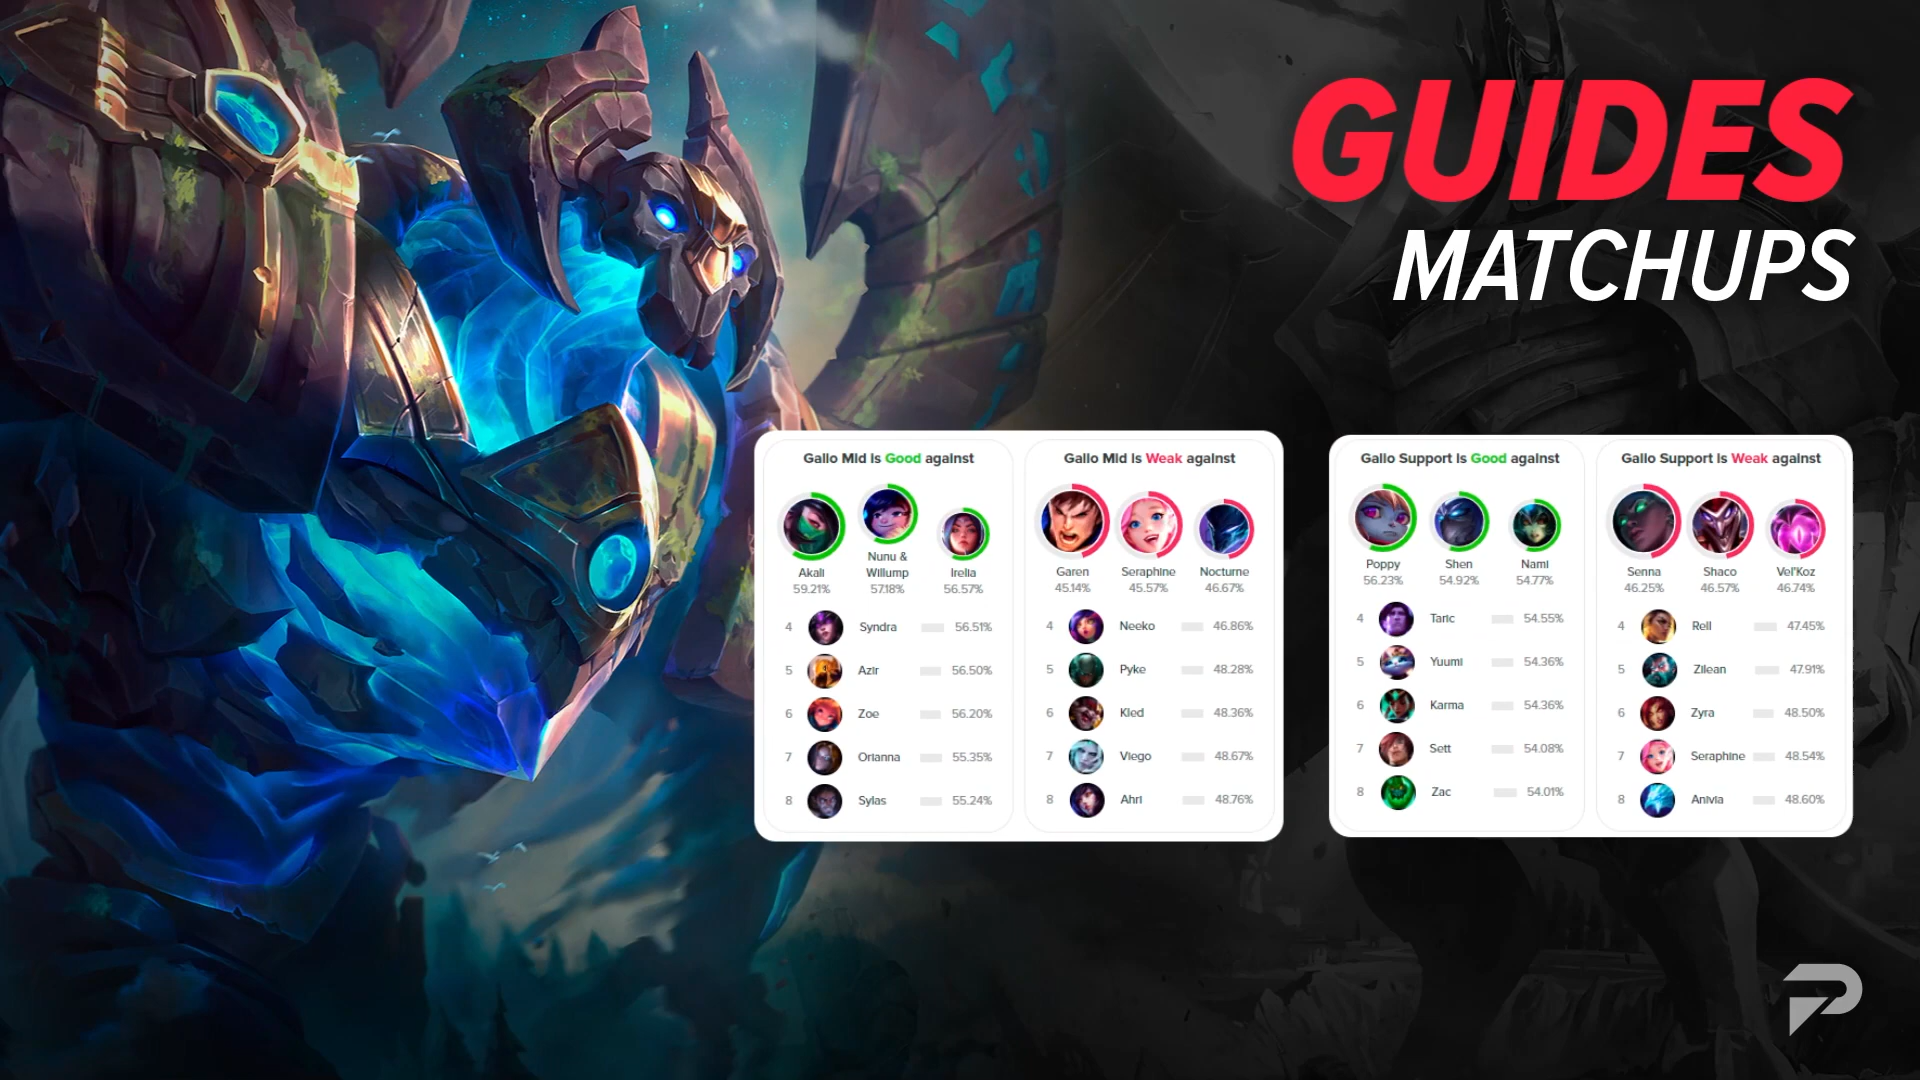 GUIDES
MATCHUPS
Galio Mid is Good against
Akali
59.21%
Nunu &
Willump
57.18%
Irelia
56.57%
4 Syndra 56.51%
5 Azir 56.50%
6 Zoe 56.20%
7 Orianna 55.35%
8 Sylas 55.24%
Galio Mid is Weak against
Garen
45.14%
Seraphine
45.57%
Nocturne
46.67%
4 Neeko 46.86%
5 Pyke 48.28%
6 Kled 48.36%
7 Viego 48.67%
8 Ahri 48.76%
Galio Support is Good against
Poppy
56.23%
Shen
54.92%
Nami
54.77%
4 Taric 54.55%
5 Yuumi 54.36%
6 Karma 54.36%
7 Sett 54.08%
8 Zac 54.01%
Galio Support is Weak against
Senna
46.25%
Shaco
46.57%
Vel'Koz
46.74%
4 Rell 47.45%
5 Zilean 47.91%
6 Zyra 48.50%
7 Seraphine 48.54%
8 Anivia 48.60%